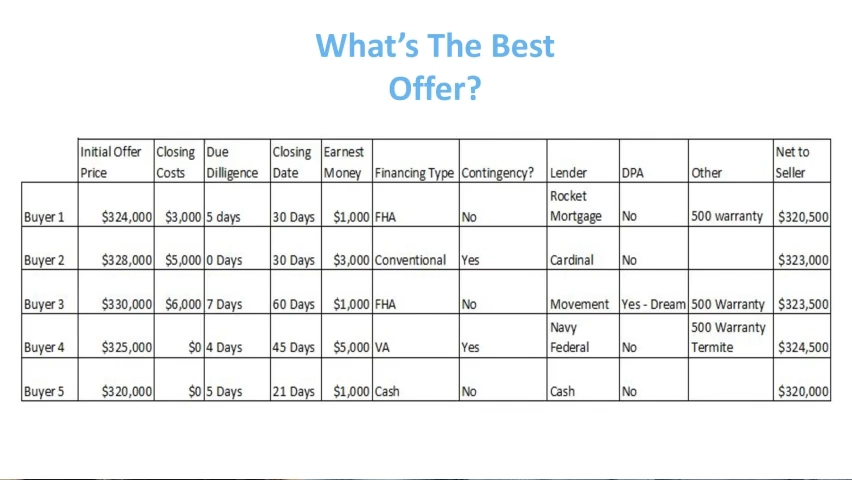 What's The Best
Offer?
Initial Offer Price Closing Costs Due Dilligence Closing Date Earnest Money Financing Type Contingency? Lender DPA Other Net to Seller
Buyer 1 $324,000 $3,000 5 days 30 Days $1,000 FHA No Rocket Mortgage No 500 warranty $320,500
Buyer 2 $328,000 $5,000 0 Days 30 Days $3,000 Conventional Yes Cardinal No $323,000
Buyer 3 $330,000 $6,000 7 Days 60 Days $1,000 FHA No Movement Yes - Dream 500 Warranty $323,500
Buyer 4 $325,000 $0 4 Days 45 Days $5,000 VA Yes Navy Federal No 500 Warranty Termite $324,500
Buyer 5 $320,000 $0 5 Days 21 Days $1,000 Cash No Cash No $320,000